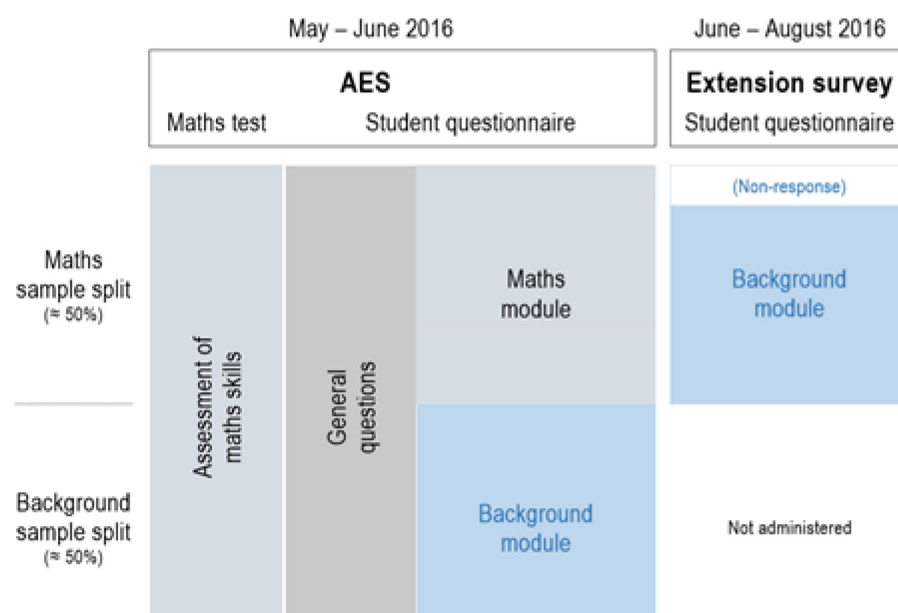 May – June 2016
June – August 2016
AES
Extension survey
Maths test
Student questionnaire
Student questionnaire
(Non-response)
Maths
sample split
(≈ 50%)
Assessment of
maths skills
General
questions
Maths
module
Background
module
Background
sample split
(≈ 50%)
Background
module
Not administered